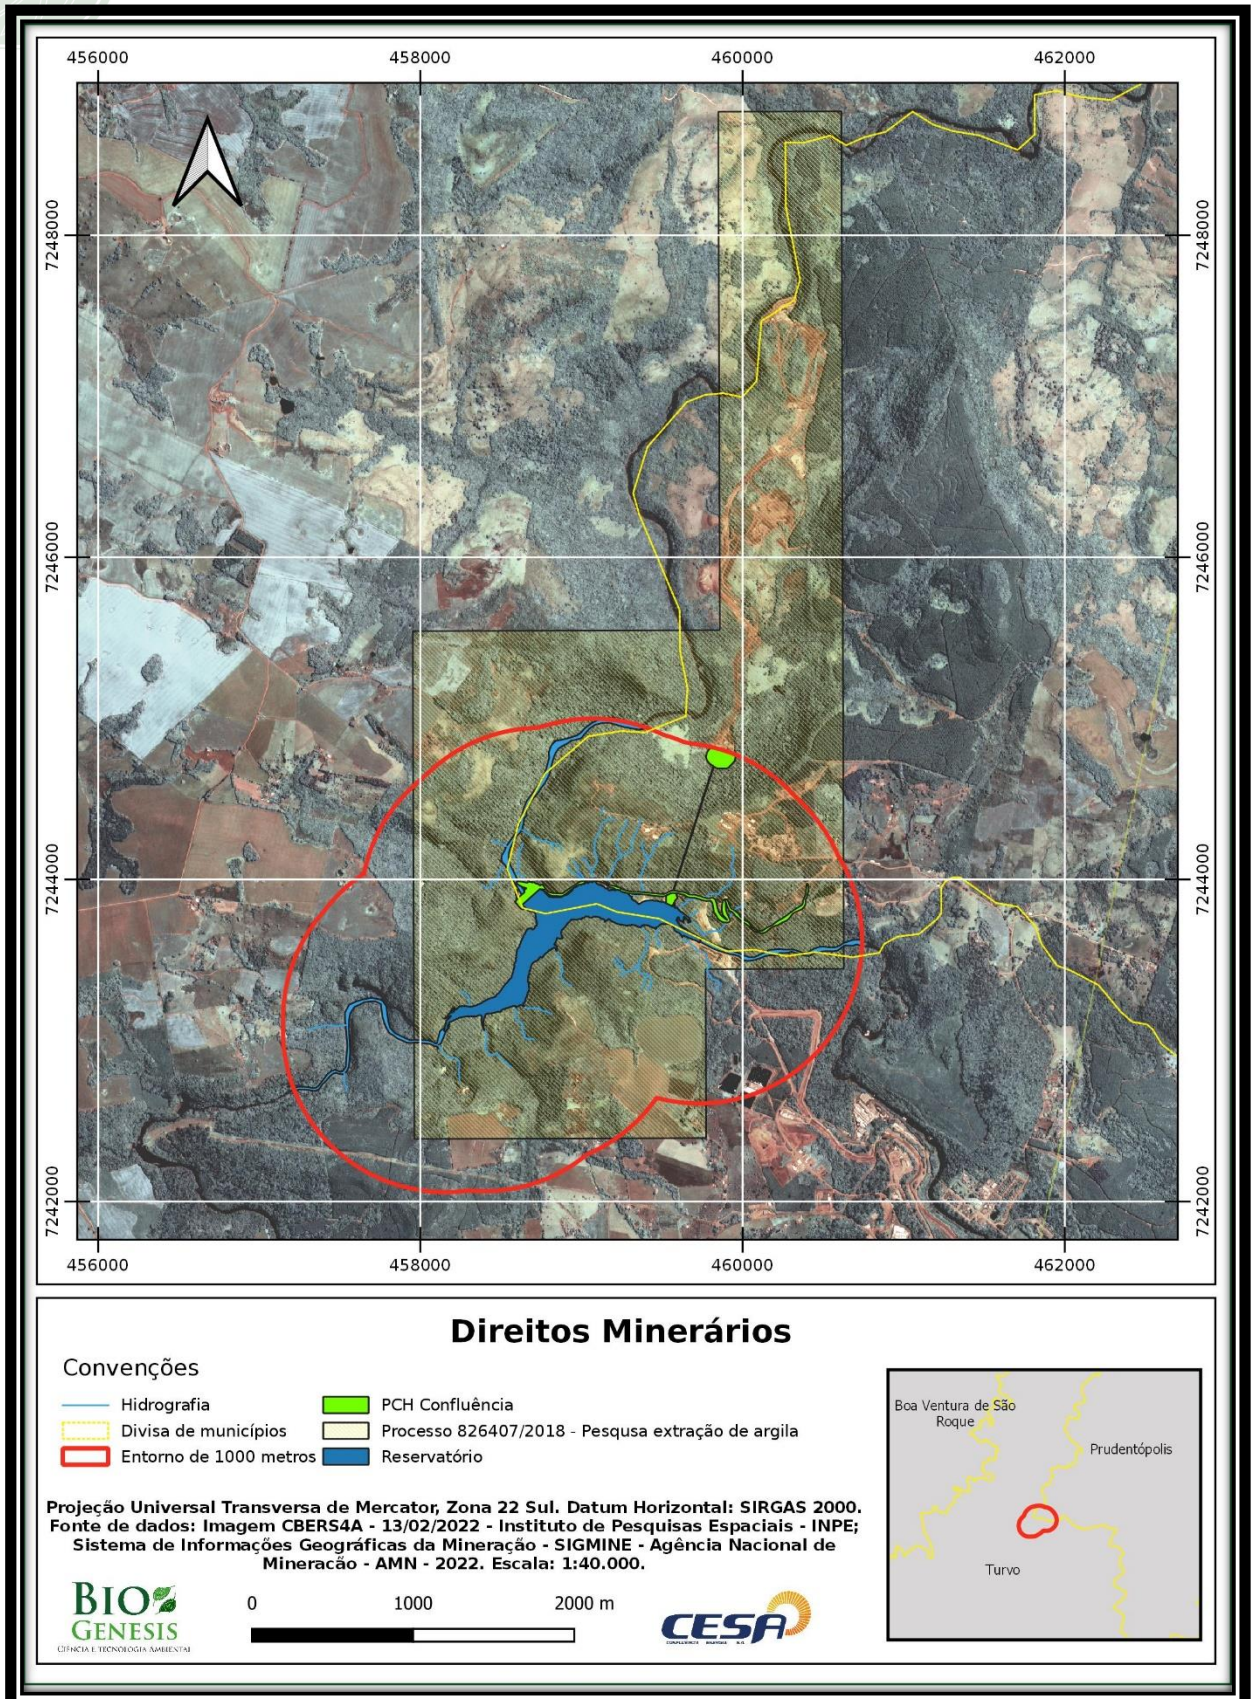 456000 458000 460000 462000
7248000 7248000
7246000 7246000
7244000 7244000
7242000 7242000
456000 458000 460000 462000
Direitos Minerários
Convenções
Hidrografia
Divisa de municípios
Entorno de 1000 metros
PCH Confluência
Processo 826407/2018 - Pesqusa extração de argila
Reservatório
Projeção Universal Transversa de Mercator, Zona 22 Sul. Datum Horizontal: SIRGAS 2000.
Fonte de dados: Imagem CBERS4A - 13/02/2022 - Instituto de Pesquisas Espaciais - INPE;
Sistema de Informações Geográficas da Mineração - SIGMINE - Agência Nacional de
Mineracão - AMN - 2022. Escala: 1:40.000.
BIO
GENESIS
CIÊNCIA E TECNOLOGIA AMBIENTAL
0 1000 2000 m
CESA
Boa Ventura de São
Roque
Prudentópolis
Turvo